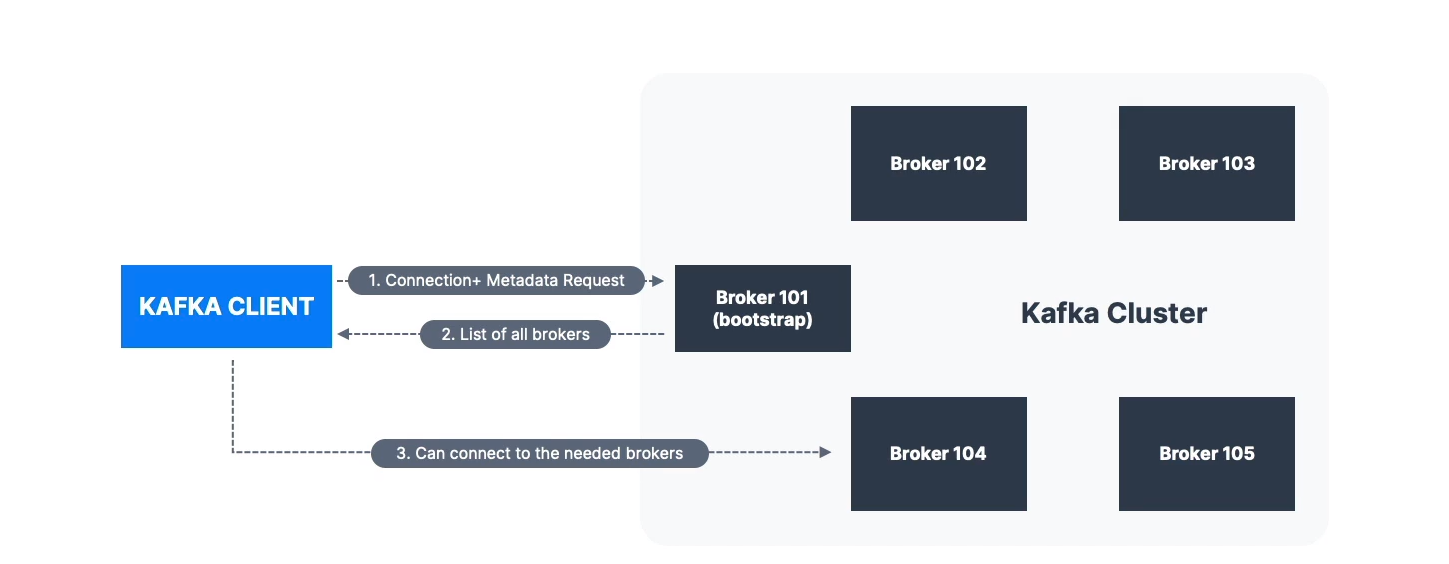 Broker 102
Broker 103
KAFKA CLIENT
1. Connection+ Metadata Request
2. List of all brokers
Broker 101
(bootstrap)
Kafka Cluster
3. Can connect to the needed brokers
Broker 104
Broker 105